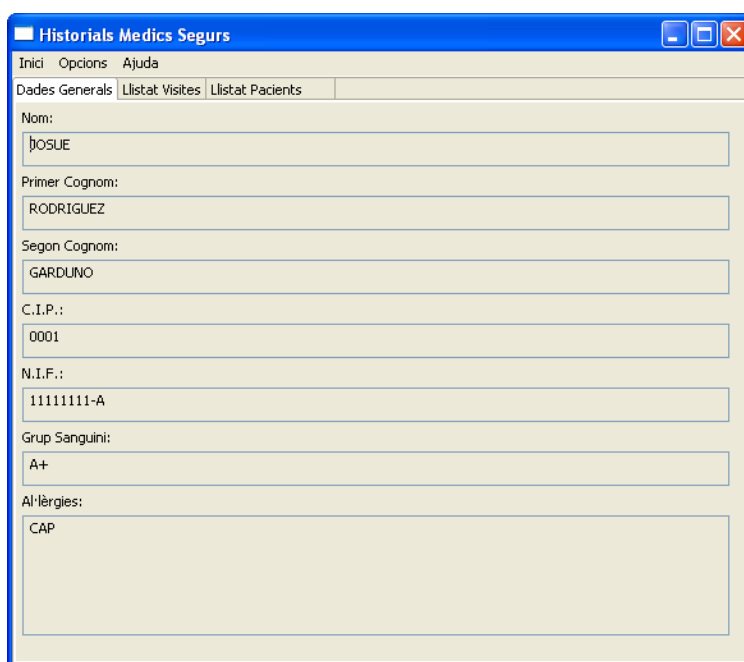 Historials Medics Segurs
Inici Opcions Ajuda
Dades Generals Llistat Visites Llistat Pacients
Nom:
JOSUE
Primer Cognom:
RODRIGUEZ
Segon Cognom:
GARDUNO
C.I.P.:
0001
N.I.F.:
11111111-A
Grup Sanguini:
A+
Al·lèrgies:
CAP